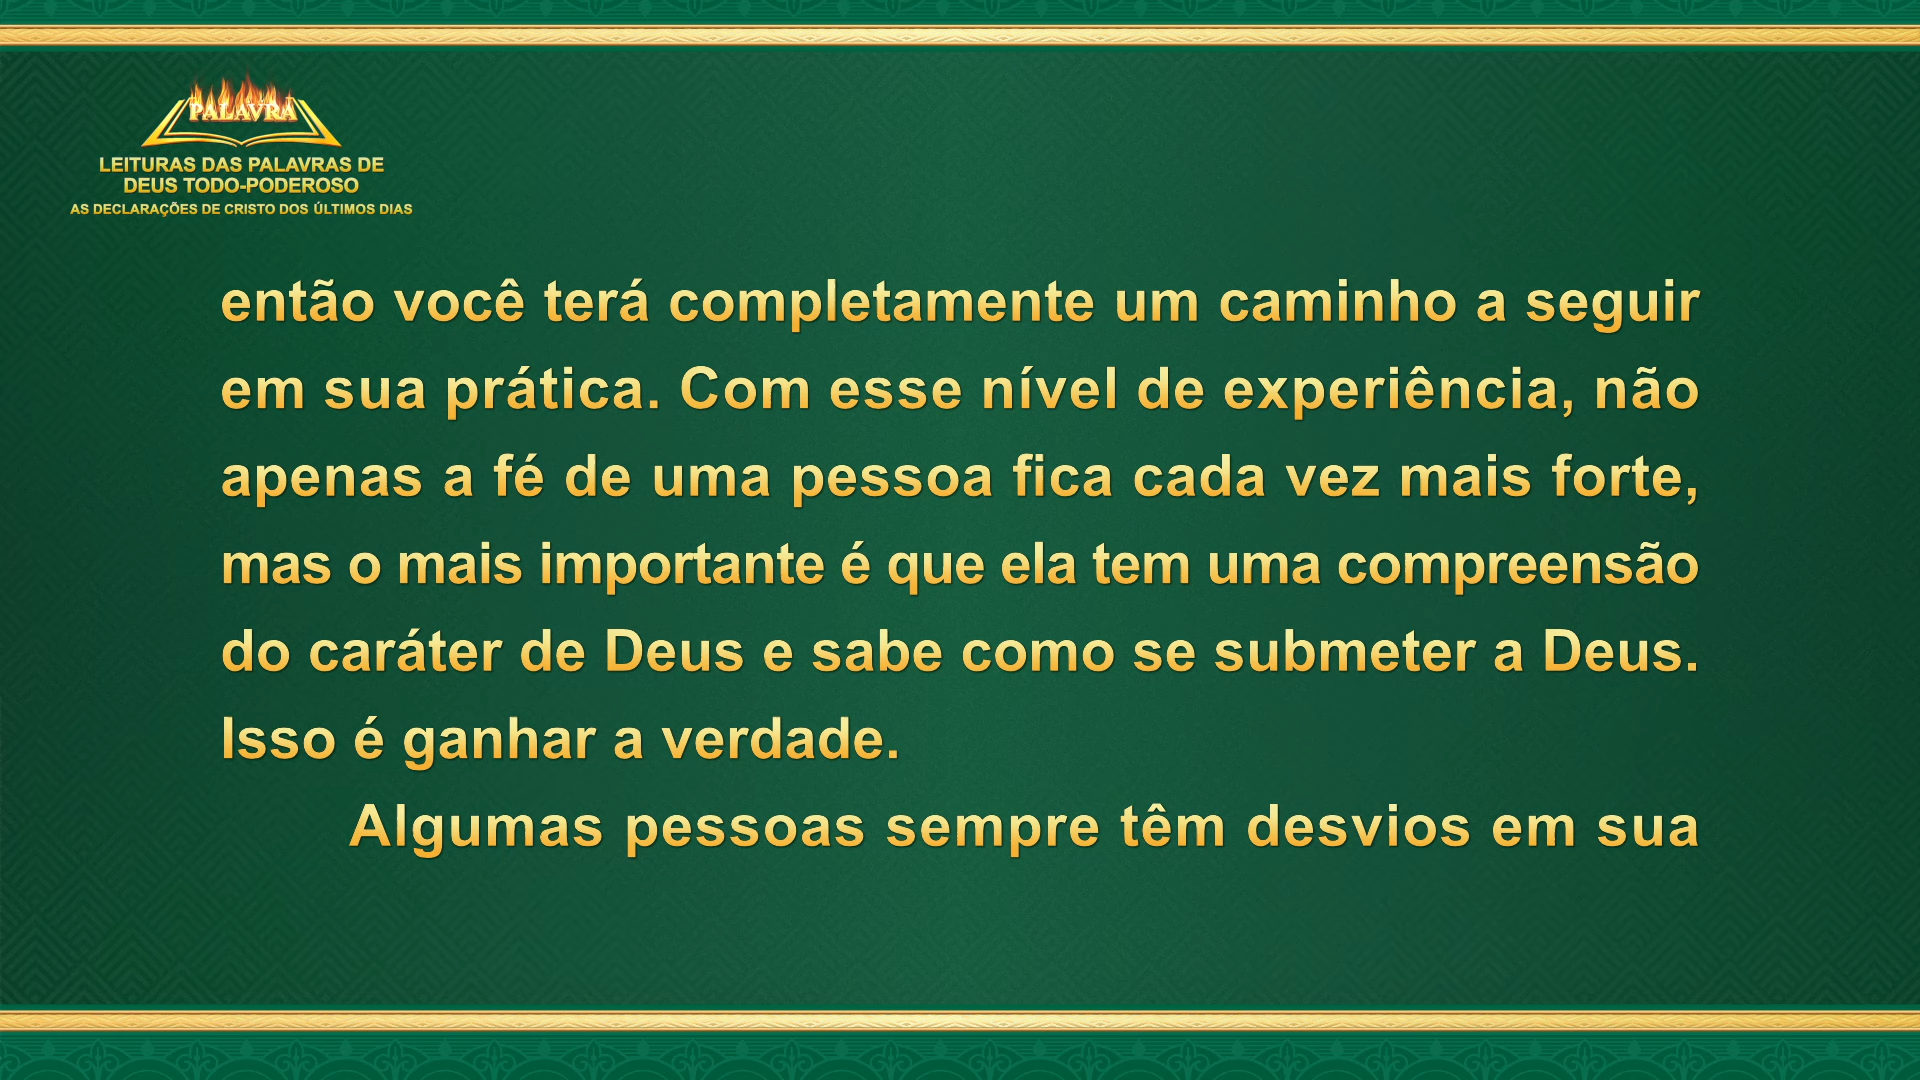 PALAVRA
LEITURAS DAS PALAVRAS DE
DEUS TODO-PODEROSO
AS DECLARAÇÕES DE CRISTO DOS ÚLTIMOS DIAS
então você terá completamente um caminho a seguir
em sua prática. Com esse nível de experiência, não
apenas a fé de uma pessoa fica cada vez mais forte,
mas o mais importante é que ela tem uma compreensão
do caráter de Deus e sabe como se submeter a Deus.
Isso é ganhar a verdade.
Algumas pessoas sempre têm desvios em sua